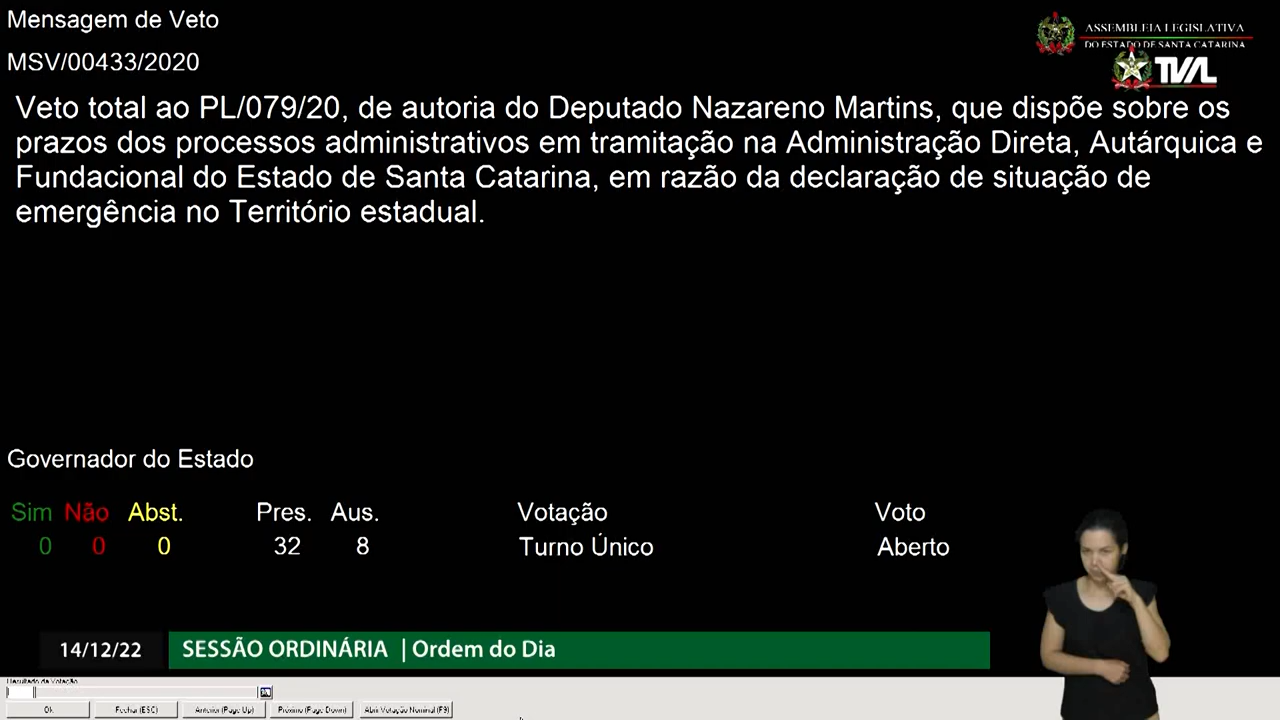 Mensagem de Veto
ASSEMBLEIA LEGISLATIVA
DO ESTADO DE SANTA CATARINA
MSV/00433/2020
TVAL
Veto total ao PL/079/20, de autoria do Deputado Nazareno Martins, que dispõe sobre os
prazos dos processos administrativos em tramitação na Administração Direta, Autárquica e
Fundacional do Estado de Santa Catarina, em razão da declaração de situação de
emergência no Território estadual.
Governador do Estado
Sim Não Abst. Pres. Aus. Votação Voto
0 0 0 32 8 Turno Único Aberto
14/12/22 SESSÃO ORDINÁRIA | Ordem do Dia
Resultado da Votação
Ok Fechar (ESC) Anterior (Page Up) Próximo (Page Down) Abrir Votação Nominal (F9)